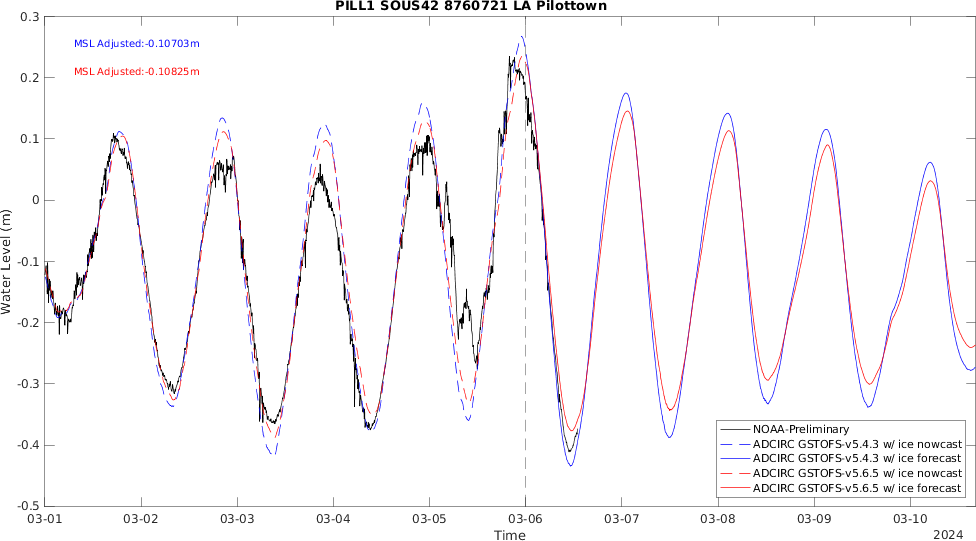 PILL1 SOUS42 8760721 LA Pilottown
MSL Adjusted:-0.10703m
MSL Adjusted:-0.10825m
Water Level (m)
0.3
0.2
0.1
0
-0.1
-0.2
-0.3
-0.4
-0.5
NOAA-Preliminary
ADCIRC GSTOFS-v5.4.3 w/ ice nowcast
ADCIRC GSTOFS-v5.4.3 w/ ice forecast
ADCIRC GSTOFS-v5.6.5 w/ ice nowcast
ADCIRC GSTOFS-v5.6.5 w/ ice forecast
03-01 03-02 03-03 03-04 03-05 03-06 03-07 03-08 03-09 03-10
Time
2024